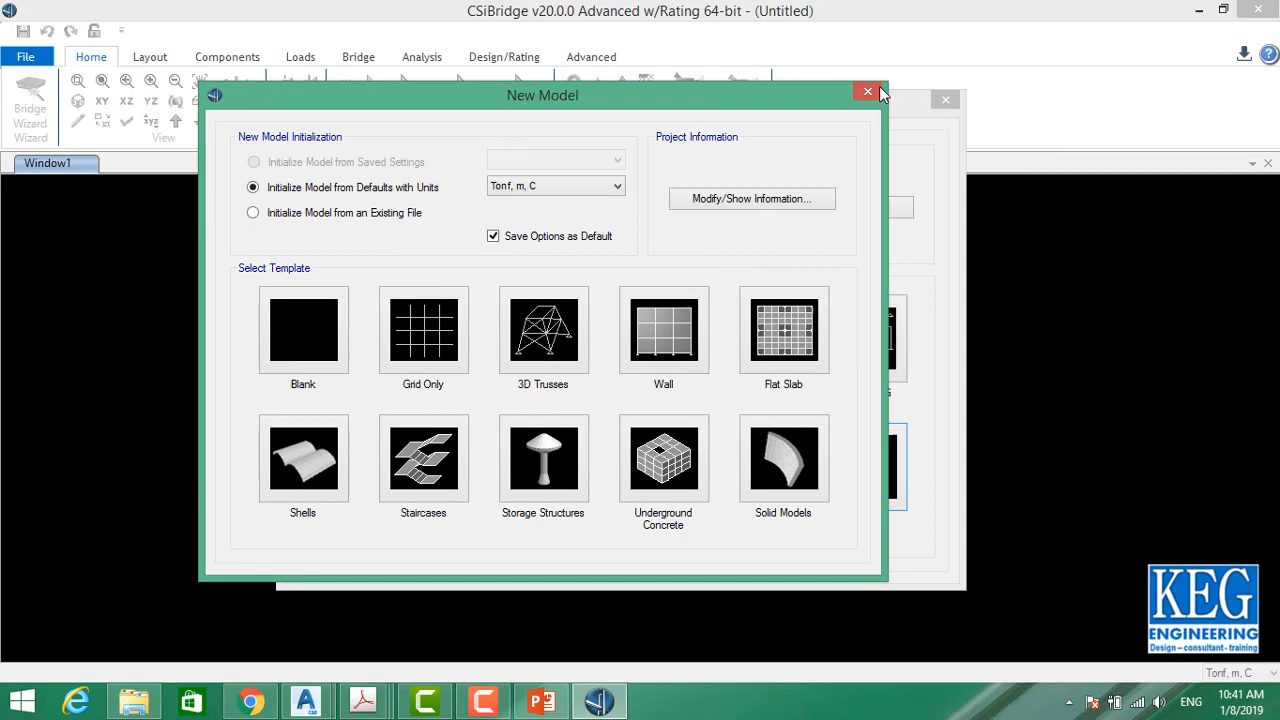 CSiBridge v20.0.0 Advanced w/Rating 64-bit - (Untitled)
File
Home
Layout
Components
Loads
Bridge
Analysis
Design/Rating
Advanced
XY
XZ
YZ
xyz
Bridge
Wizard
Wizard
View
Window1
New Model
New Model Initialization
Initialize Model from Saved Settings
Initialize Model from Defaults with Units
Tonf, m, C
Initialize Model from an Existing File
Save Options as Default
Project Information
Modify/Show Information...
Select Template
Blank
Grid Only
3D Trusses
Wall
Flat Slab
Shells
Staircases
Storage Structures
Underground
Concrete
Solid Models
KEG
ENGINEERING
Design - consultant - training
Tonf, m, C
ENG
10:41 AM
1/8/2019